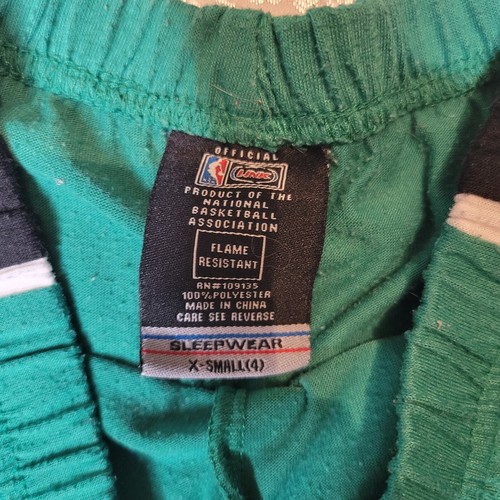 OFFICIAL
UNK
PRODUCT OF THE
NATIONAL
BASKETBALL
ASSOCIATION
FLAME
RESISTANT
RN#109135
100% POLYESTER
MADE IN CHINA
CARE SEE REVERSE
SLEEPWEAR
X-SMALL(4)